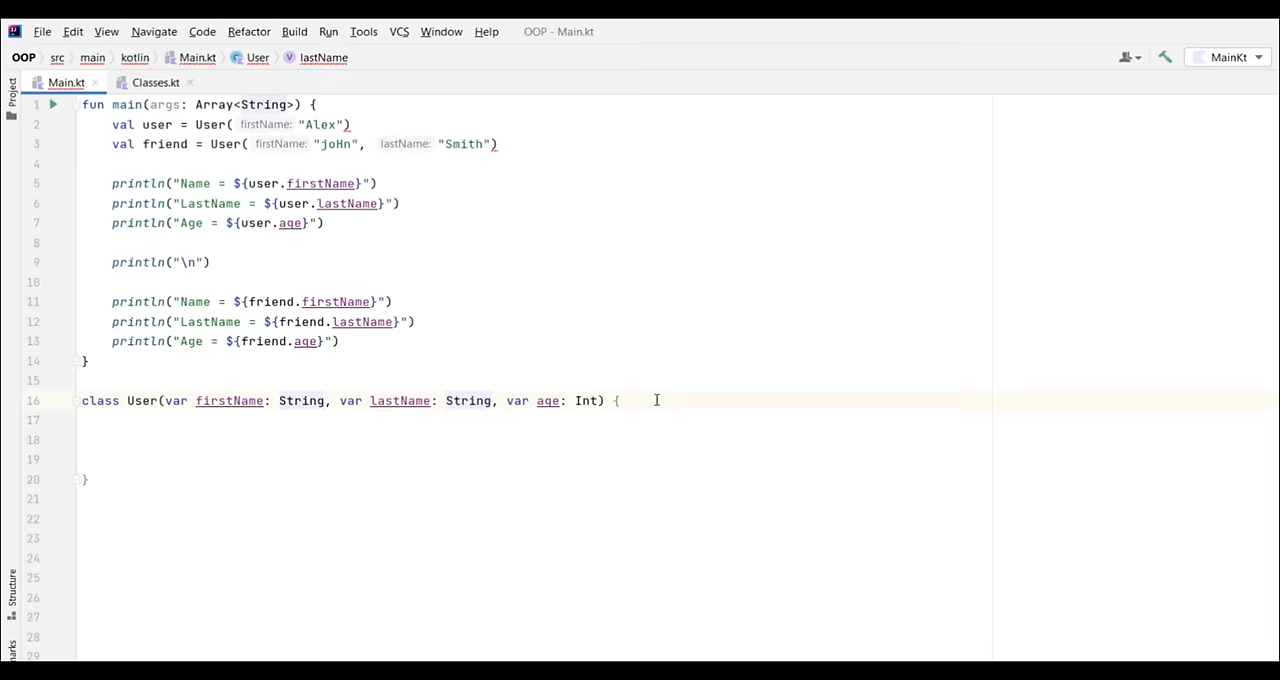 File Edit View Navigate Code Refactor Build Run Tools VCS Window Help OOP - Main.kt
OOP src main kotlin Main.kt User lastName MainKt
Project
Main.kt Classes.kt
1 fun main(args: Array<String>) {
2 val user = User( firstName: "Alex")
3 val friend = User( firstName: "joHn", lastName: "Smith")
4
5 println("Name = ${user.firstName}")
6 println("LastName = ${user.lastName}")
7 println("Age = ${user.age}")
8
9 println("\n")
10
11 println("Name = ${friend.firstName}")
12 println("LastName = ${friend.lastName}")
13 println("Age = ${friend.age}")
14 }
15
16 class User(var firstName: String, var lastName: String, var age: Int) {
17
18
19
20 }
21
22
23
24
25
26
27
28
29
Structure
marks